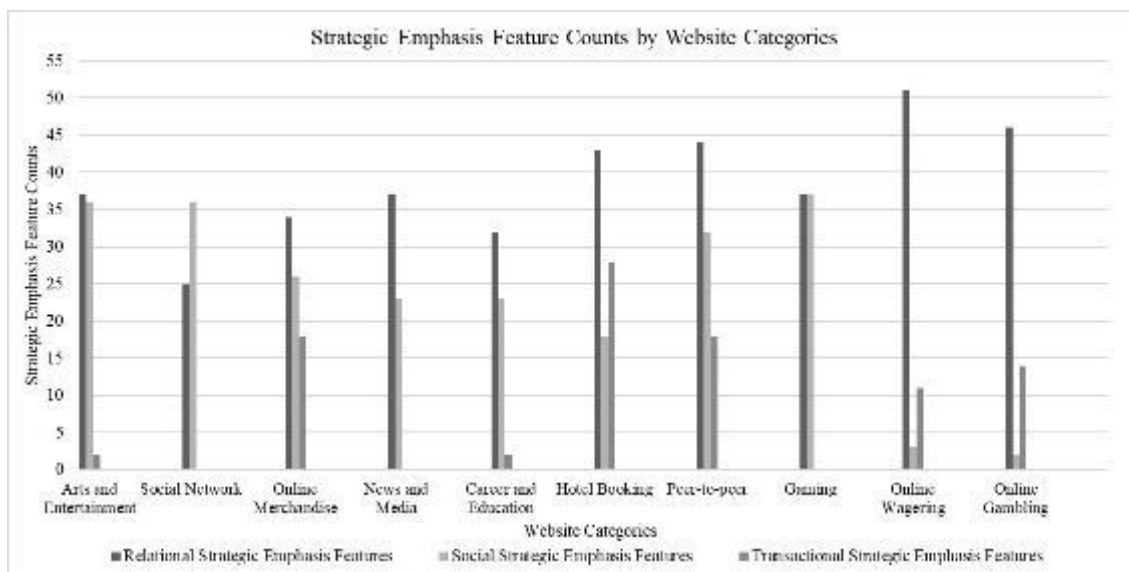 Strategic Emphasis Feature Counts by Website Categories
55
50
45
40
35
30
25
20
15
10
5
0
Strategic Emphasis Feature Counts
Arts and Entertainment
Social Network
Online Merchandise
News and Media
Career and Education
Hotel Booking
Peer-to-peer
Gaming
Online Wagering
Online Gambling
Website Categories
Relational Strategic Emphasis Features
Social Strategic Emphasis Features
Transactional Strategic Emphasis Features